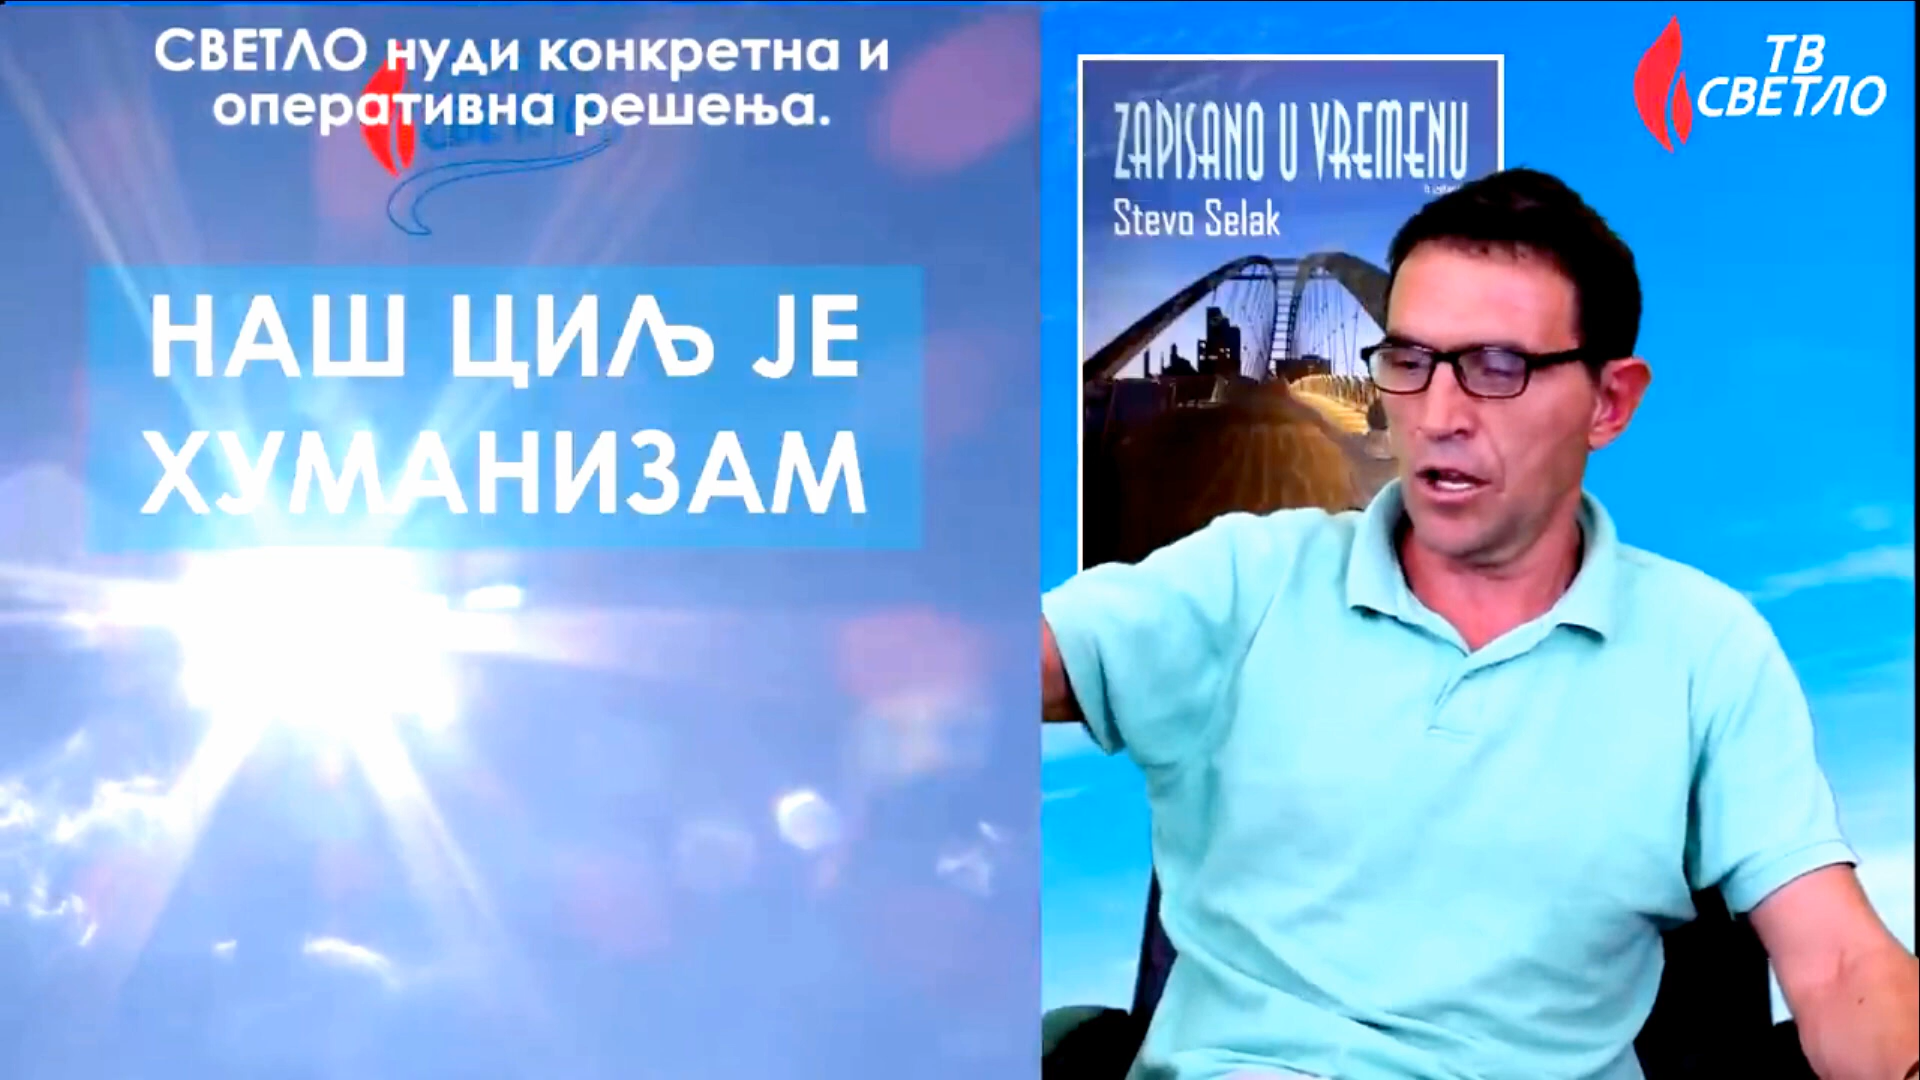 СВЕТЛО нуди конкретна и
оперативна решења.
НАШ ЦИЉ ЈЕ
ХУМАНИЗАМ
ZAPISANO U VREMENU
Stevo Selak
ТВ
СВЕТЛО